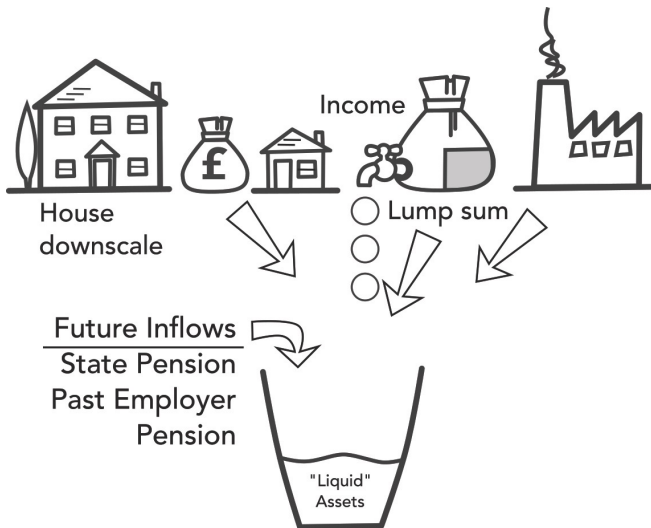 Income
£
House
downscale
Lump sum
Future Inflows
State Pension
Past Employer
Pension
"Liquid"
Assets